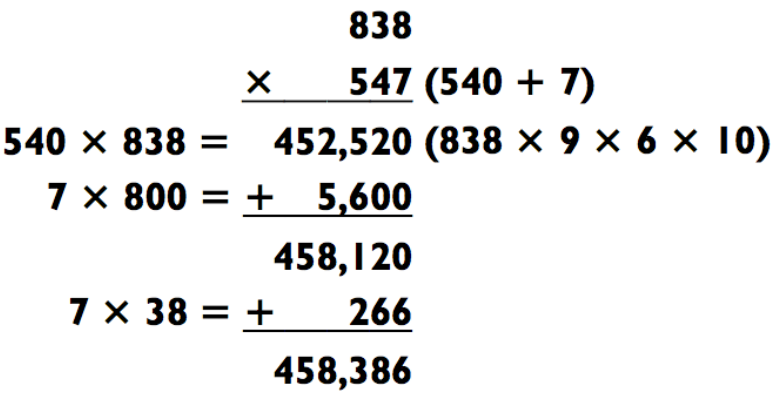 838
× 547 (540 + 7)
540 × 838 = 452,520 (838 × 9 × 6 × 10)
7 × 800 = + 5,600
458,120
7 × 38 = + 266
458,386